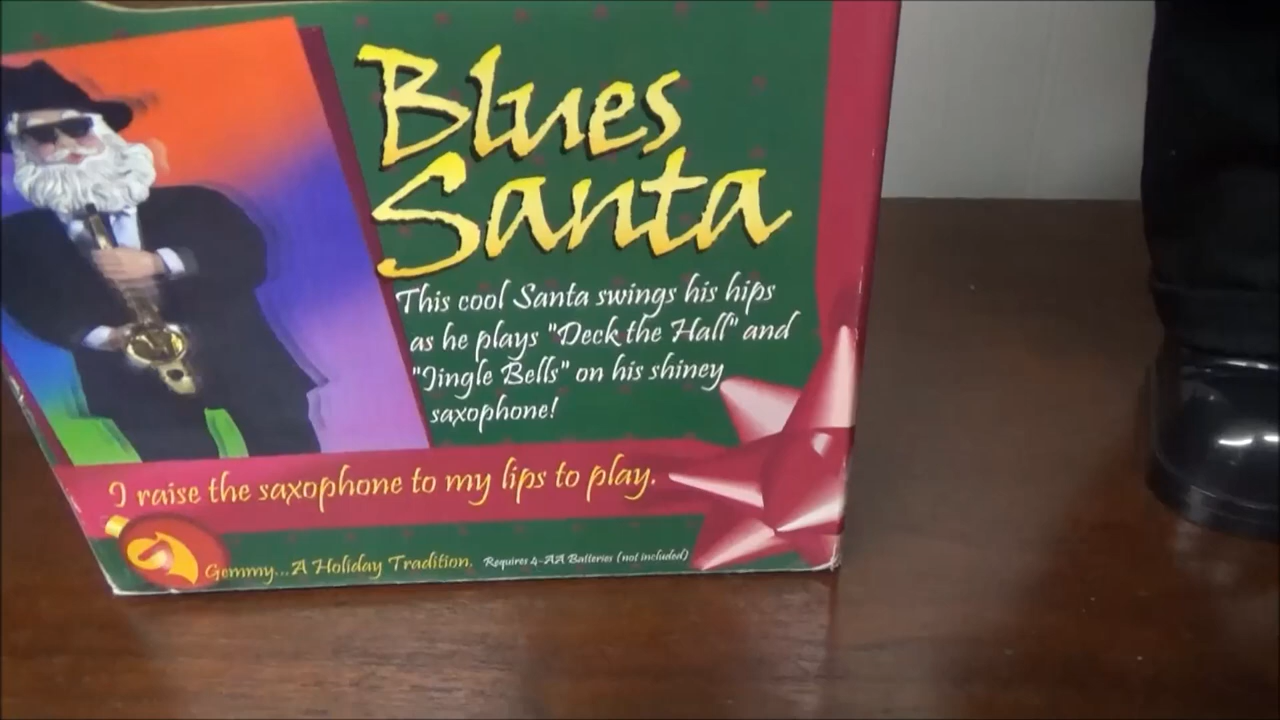 Blues
Santa
This cool Santa swings his hips
as he plays "Deck the Hall" and
"Jingle Bells" on his shiney
saxophone!
I raise the saxophone to my lips to play.
Gemmy...A Holiday Tradition. Requires 4-AA Batteries (not included)